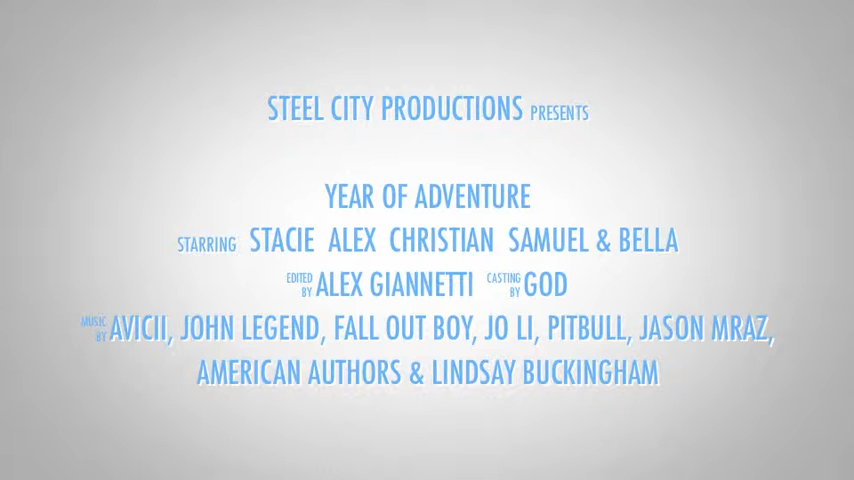 STEEL CITY PRODUCTIONS PRESENTS
YEAR OF ADVENTURE
STARRING STACIE ALEX CHRISTIAN SAMUEL & BELLA
EDITED BY ALEX GIANNETTI CASTING BY GOD
MUSIC BY AVICII, JOHN LEGEND, FALL OUT BOY, JO LI, PITBULL, JASON MRAZ,
AMERICAN AUTHORS & LINDSAY BUCKINGHAM